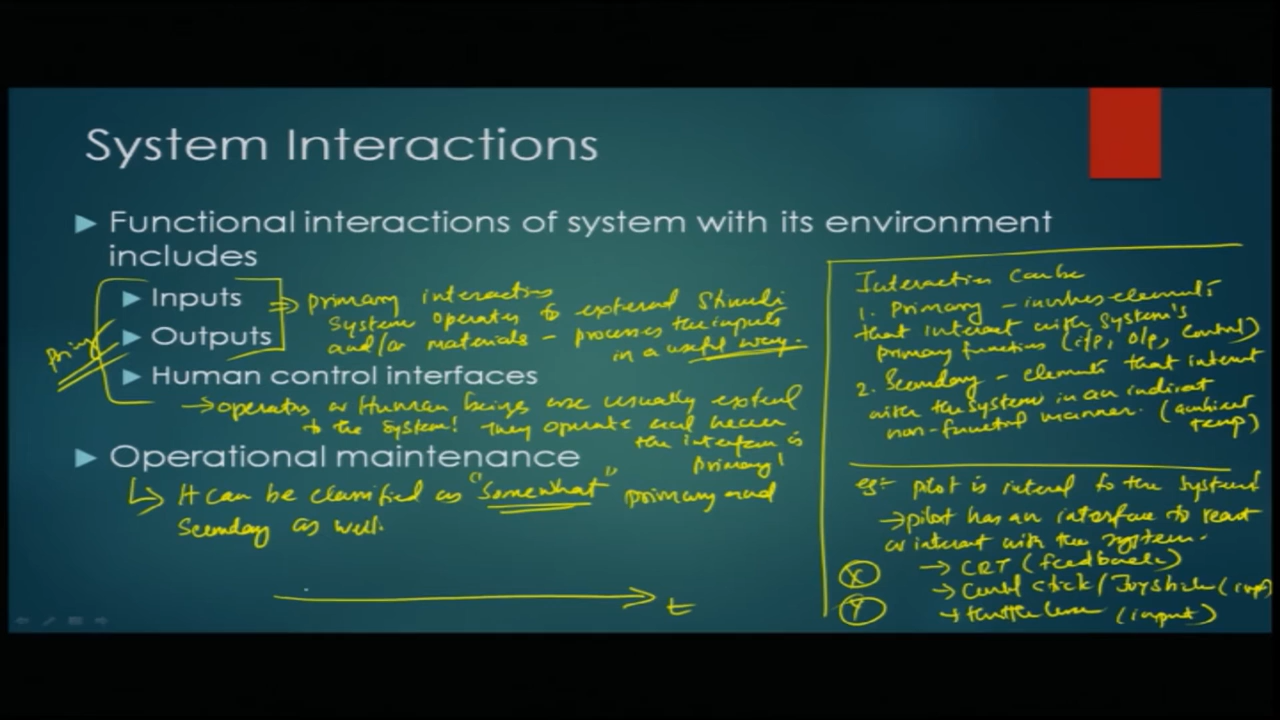 System Interactions
Functional interactions of system with its environment
includes
Inputs
Outputs
Human control interfaces
⇒ primary interactions
System operates to external Stimuli
and/or materials - processes the inputs
in a useful way.
→ operators or Human beings are usually external
to the System! They operate and hence
the interface is
primary!
Operational maintenance
↳ It can be classified as "Somewhat" primary and
Secondary as well.
t
Interaction can be
1. Primary - involves elements
that interact with System's
primary functions (i/p, o/p, control)
2. Secondary - elements that interact
with the System in an indirect
non-functional manner. (ambient
temp)
eg:- pilot is internal to the System!
→ pilot has an interface to react
or interact with the system.
X → CRT (feedback)
→ Control stick / Joystick (
Y → throttle lever (input)